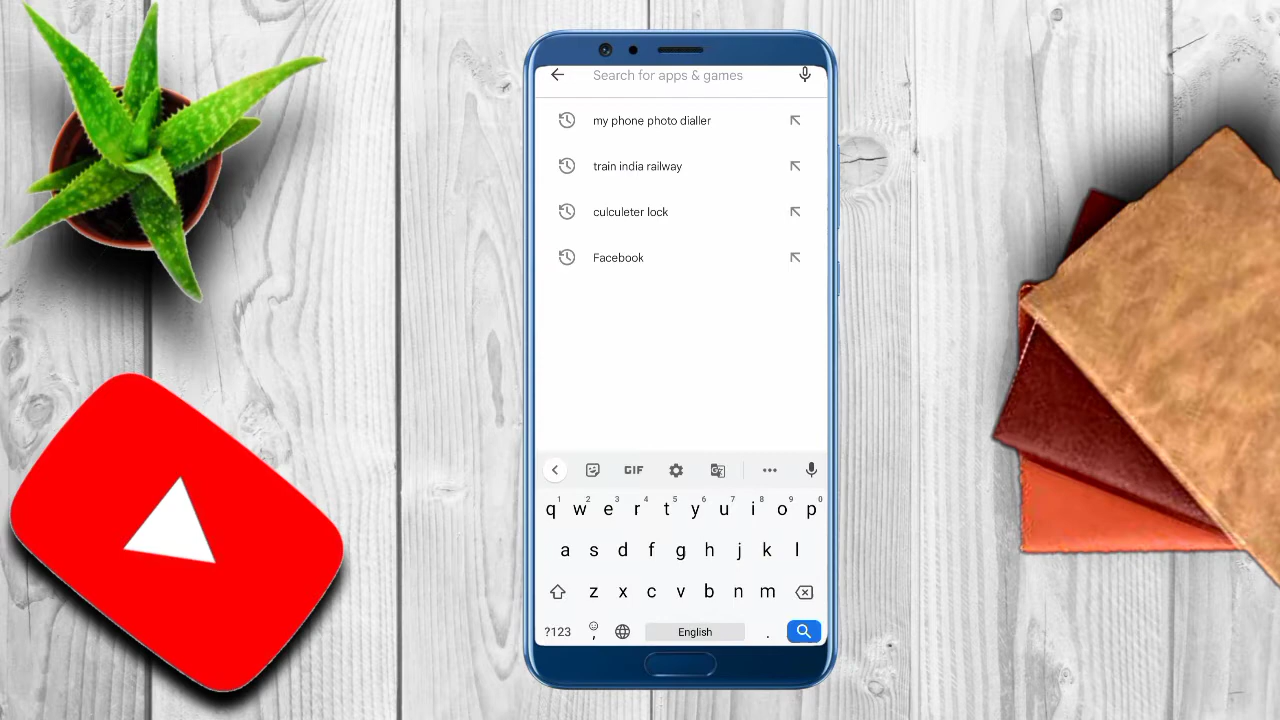 Search for apps & games
my phone photo dialler
train india railway
culculeter lock
Facebook
GIF
1 2 3 4 5 6 7 8 9 0
q w e r t y u i o p
a s d f g h j k l
z x c v b n m
?123 , English .